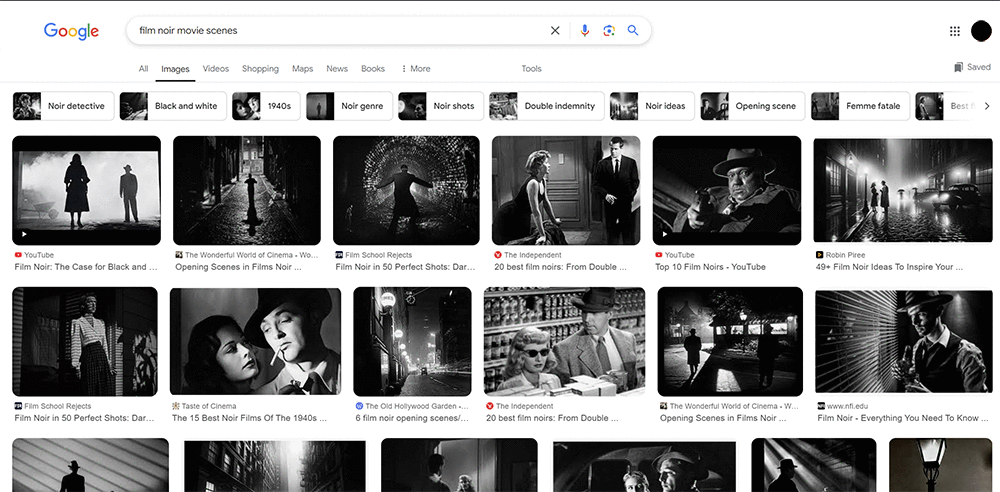 Google
film noir movie scenes
All Images Videos Shopping Maps News Books More Tools
Saved
Noir detective Black and white 1940s Noir genre Noir shots Double indemnity Noir ideas Opening scene Femme fatale Best
YouTube
Film Noir: The Case for Black and ...
The Wonderful World of Cinema - Wo...
Opening Scenes in Films Noir ...
Film School Rejects
Film Noir in 50 Perfect Shots: Dar...
The Independent
20 best film noirs: From Double ...
YouTube
Top 10 Film Noirs - YouTube
Robin Piree
49+ Film Noir Ideas To Inspire Your ...
Film School Rejects
Film Noir in 50 Perfect Shots: Dar...
Taste of Cinema
The 15 Best Noir Films Of The 1940s ...
The Old Hollywood Garden - ...
6 film noir opening scenes/...
The Independent
20 best film noirs: From Double ...
The Wonderful World of Cinema - W...
Opening Scenes in Films Noir ...
www.nfi.edu
Film Noir - Everything You Need To Know ...